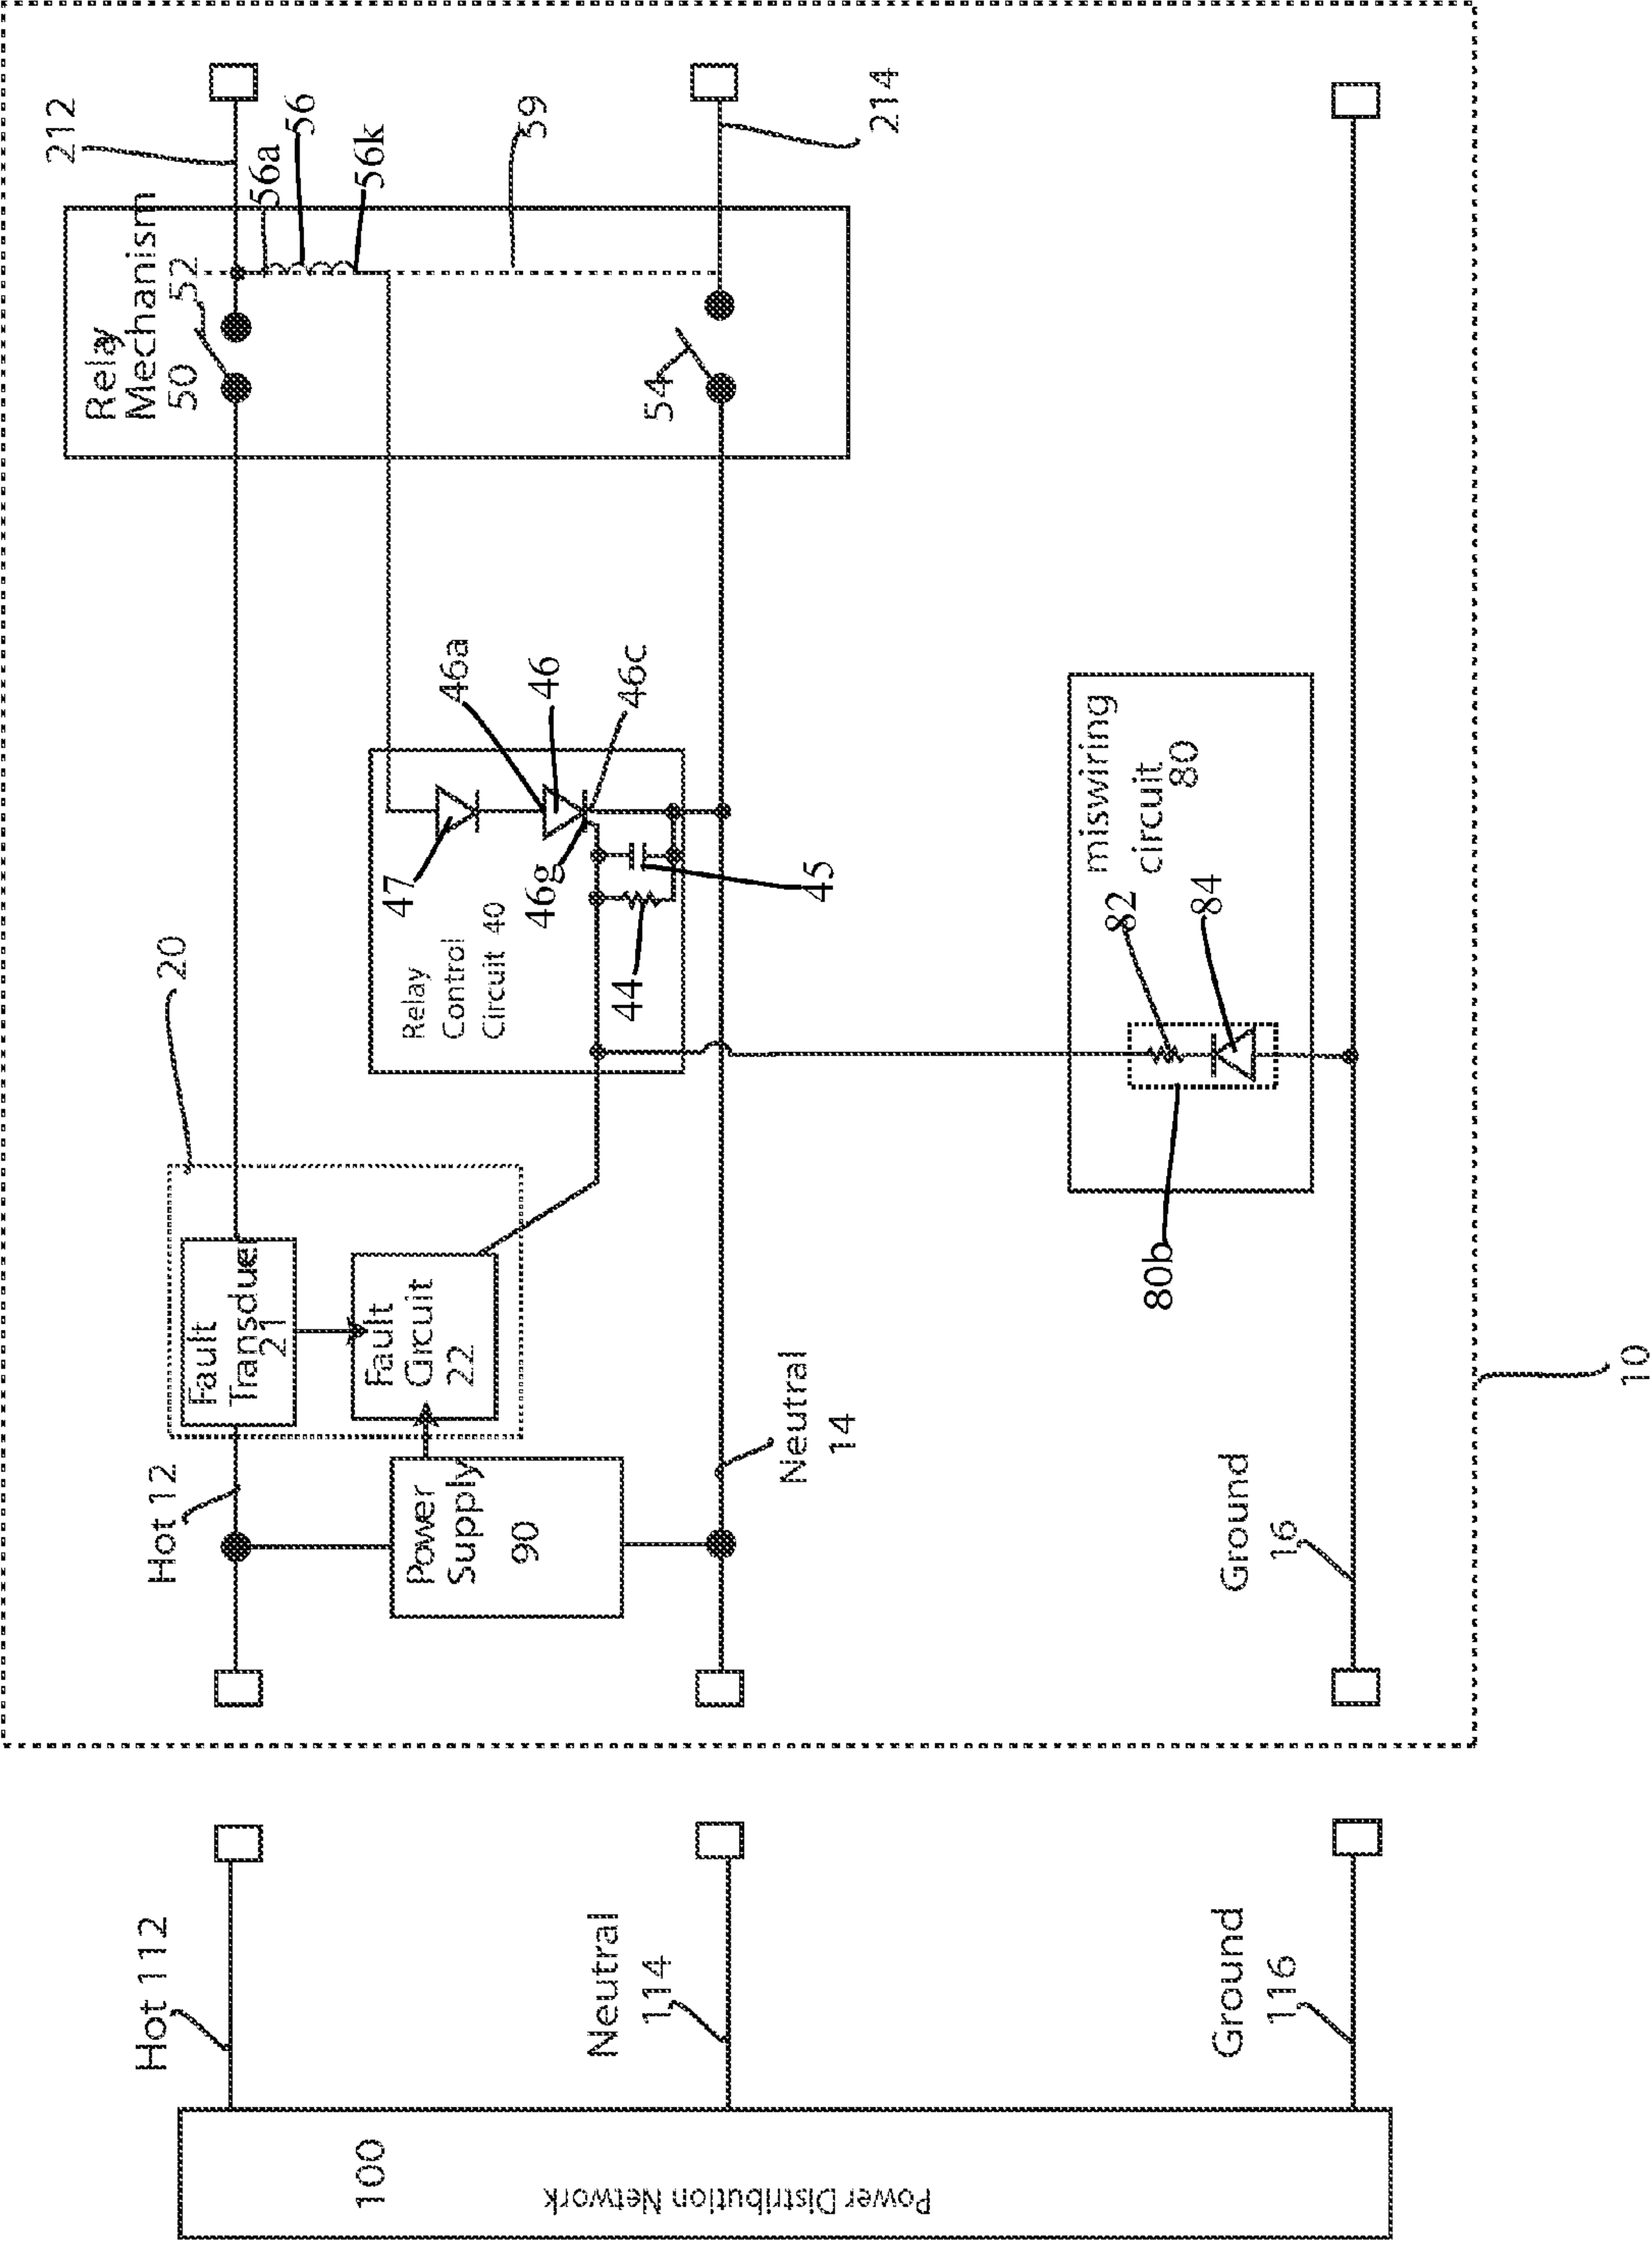 Power Distribution Network
100
Hot 112
Neutral
114
Ground
116
Hot 12
Power
Supply
90
Neutral
14
Ground
16
20
Fault
Transdue
21
Fault
Circuit
22
Relay
Control
Circuit 40
47
46a
46
46c
46g
44
45
Relay
Mechanism
50
52
54
212
56a
56
56k
59
214
miswiring
circuit
80
82
84
80b
10